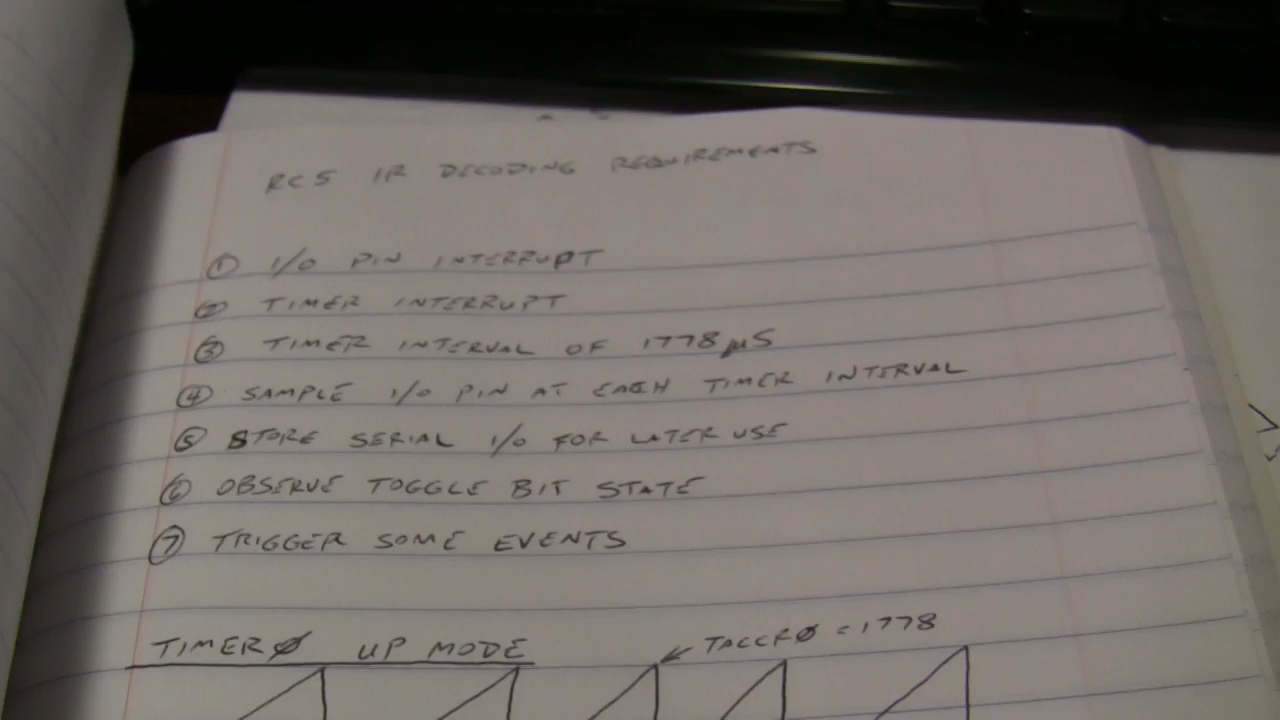 RC5 IR DECODING REQUIREMENTS
① I/O PIN INTERRUPT
② TIMER INTERRUPT
③ TIMER INTERVAL OF 1778µS
④ SAMPLE I/O PIN AT EACH TIMER INTERVAL
⑤ STORE SERIAL I/O FOR LATER USE
⑥ OBSERVE TOGGLE BIT STATE
⑦ TRIGGER SOME EVENTS
TIMERØ UP MODE
TACCRØ = 1778